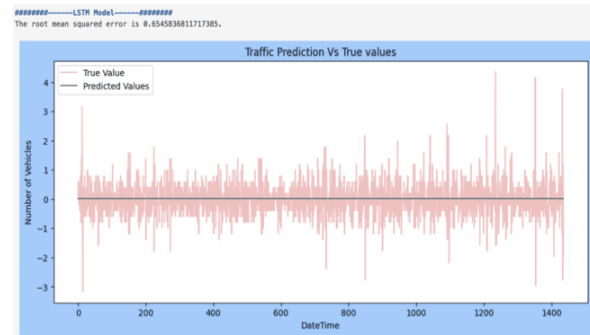 ########------LSTM Model------########
The root mean squared error is 0.6545836811717385.
Traffic Prediction Vs True values
True Value
Predicted Values
Number of Vehicles
4
3
2
1
0
−1
−2
−3
0 200 400 600 800 1000 1200 1400
DateTime